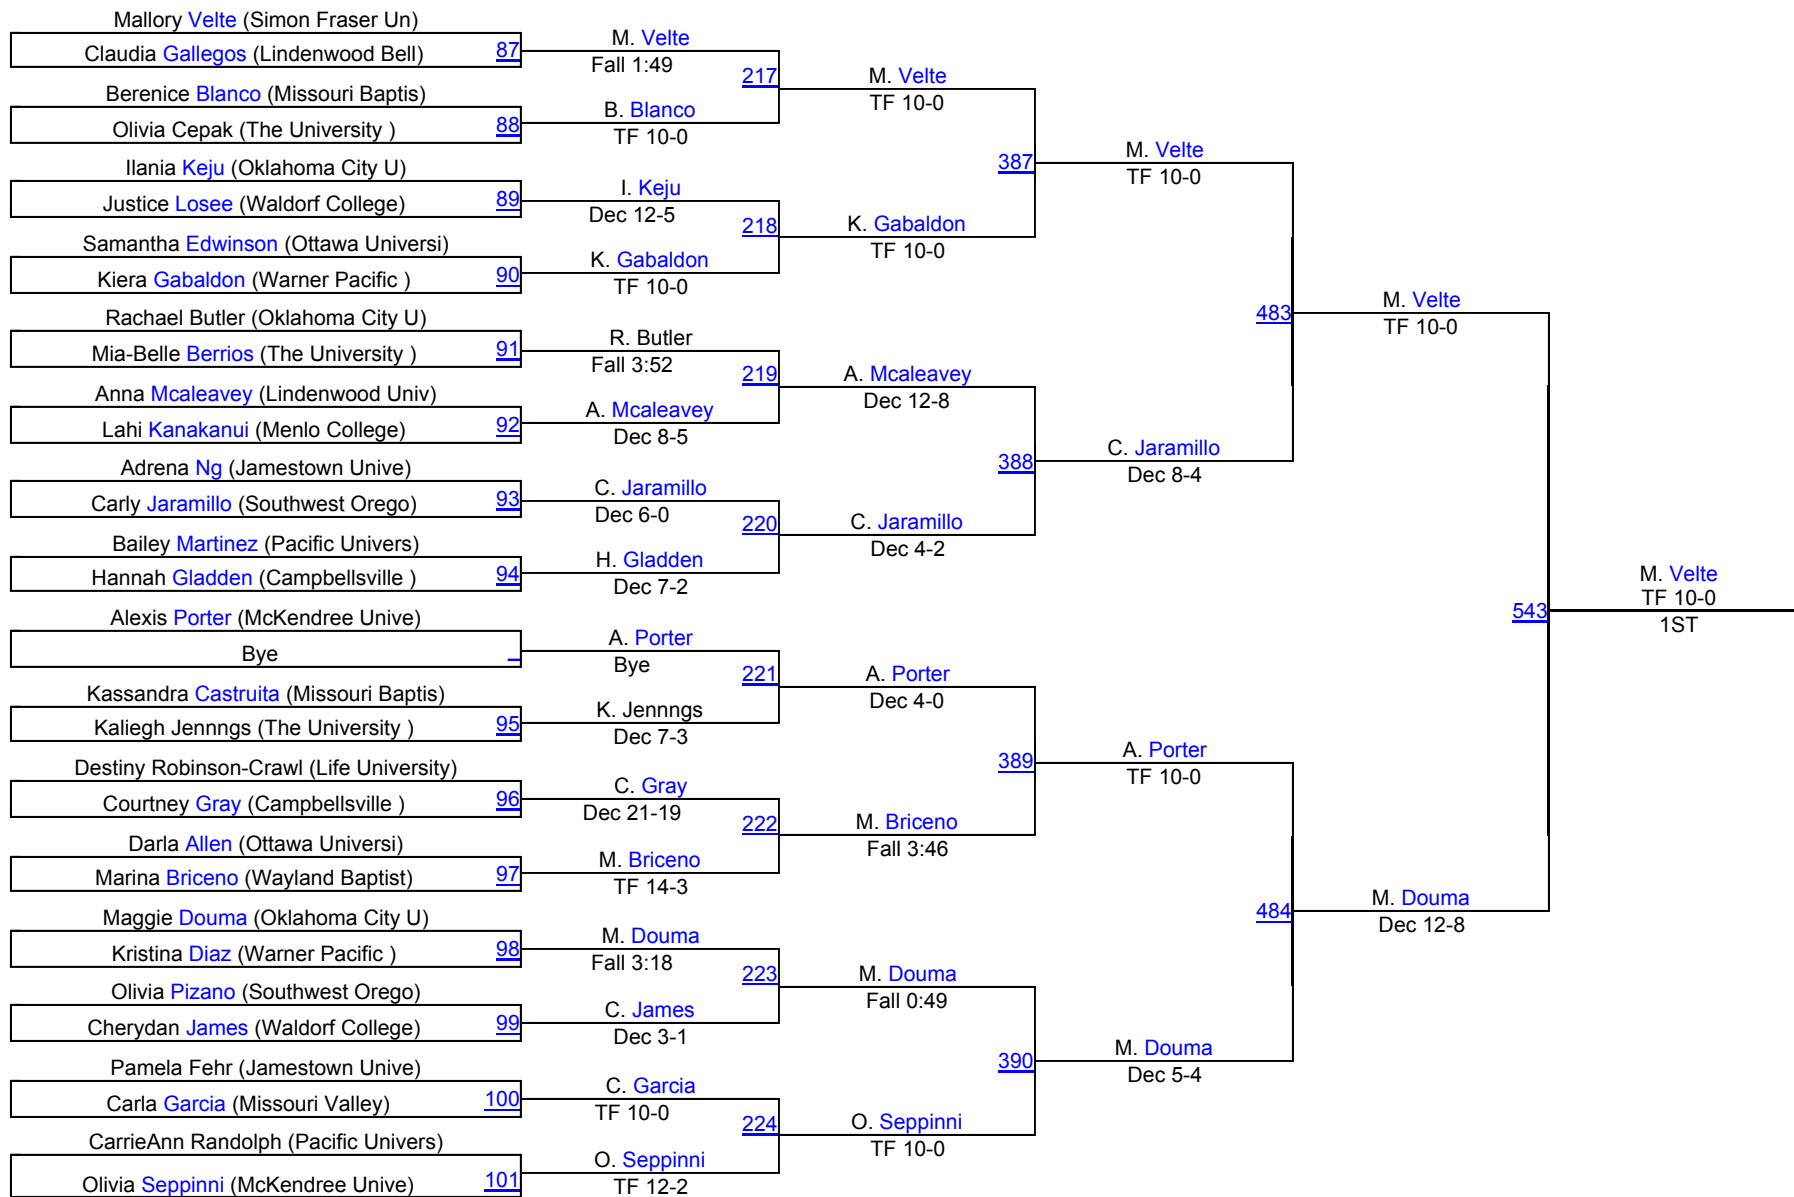 Mallory Velte (Simon Fraser Un)
Claudia Gallegos (Lindenwood Bell) 87
Berenice Blanco (Missouri Baptis)
Olivia Cepak (The University ) 88
Ilania Keju (Oklahoma City U)
Justice Losee (Waldorf College) 89
Samantha Edwinson (Ottawa Universi)
Kiera Gabaldon (Warner Pacific ) 90
Rachael Butler (Oklahoma City U)
Mia-Belle Berrios (The University ) 91
Anna Mcaleavey (Lindenwood Univ)
Lahi Kanakanui (Menlo College) 92
Adrena Ng (Jamestown Unive)
Carly Jaramillo (Southwest Orego) 93
Bailey Martinez (Pacific Univers)
Hannah Gladden (Campbellsville ) 94
Alexis Porter (McKendree Unive)
Bye _
Kassandra Castruita (Missouri Baptis)
Kaliegh Jennngs (The University ) 95
Destiny Robinson-Crawl (Life University)
Courtney Gray (Campbellsville ) 96
Darla Allen (Ottawa Universi)
Marina Briceno (Wayland Baptist) 97
Maggie Douma (Oklahoma City U)
Kristina Diaz (Warner Pacific ) 98
Olivia Pizano (Southwest Orego)
Cherydan James (Waldorf College) 99
Pamela Fehr (Jamestown Unive)
Carla Garcia (Missouri Valley) 100
CarrieAnn Randolph (Pacific Univers)
Olivia Seppinni (McKendree Unive) 101
M. Velte
Fall 1:49
217
B. Blanco
TF 10-0
I. Keju
Dec 12-5
218
K. Gabaldon
TF 10-0
R. Butler
Fall 3:52
219
A. Mcaleavey
Dec 8-5
C. Jaramillo
Dec 6-0
220
H. Gladden
Dec 7-2
A. Porter
Bye
221
K. Jennngs
Dec 7-3
C. Gray
Dec 21-19
222
M. Briceno
TF 14-3
M. Douma
Fall 3:18
223
C. James
Dec 3-1
C. Garcia
TF 10-0
224
O. Seppinni
TF 12-2
M. Velte
TF 10-0
387
K. Gabaldon
TF 10-0
A. Mcaleavey
Dec 12-8
388
C. Jaramillo
Dec 4-2
A. Porter
Dec 4-0
389
M. Briceno
Fall 3:46
M. Douma
Fall 0:49
390
O. Seppinni
TF 10-0
M. Velte
TF 10-0
483
C. Jaramillo
Dec 8-4
A. Porter
TF 10-0
484
M. Douma
Dec 5-4
M. Velte
TF 10-0
543
M. Douma
Dec 12-8
M. Velte
TF 10-0
1ST